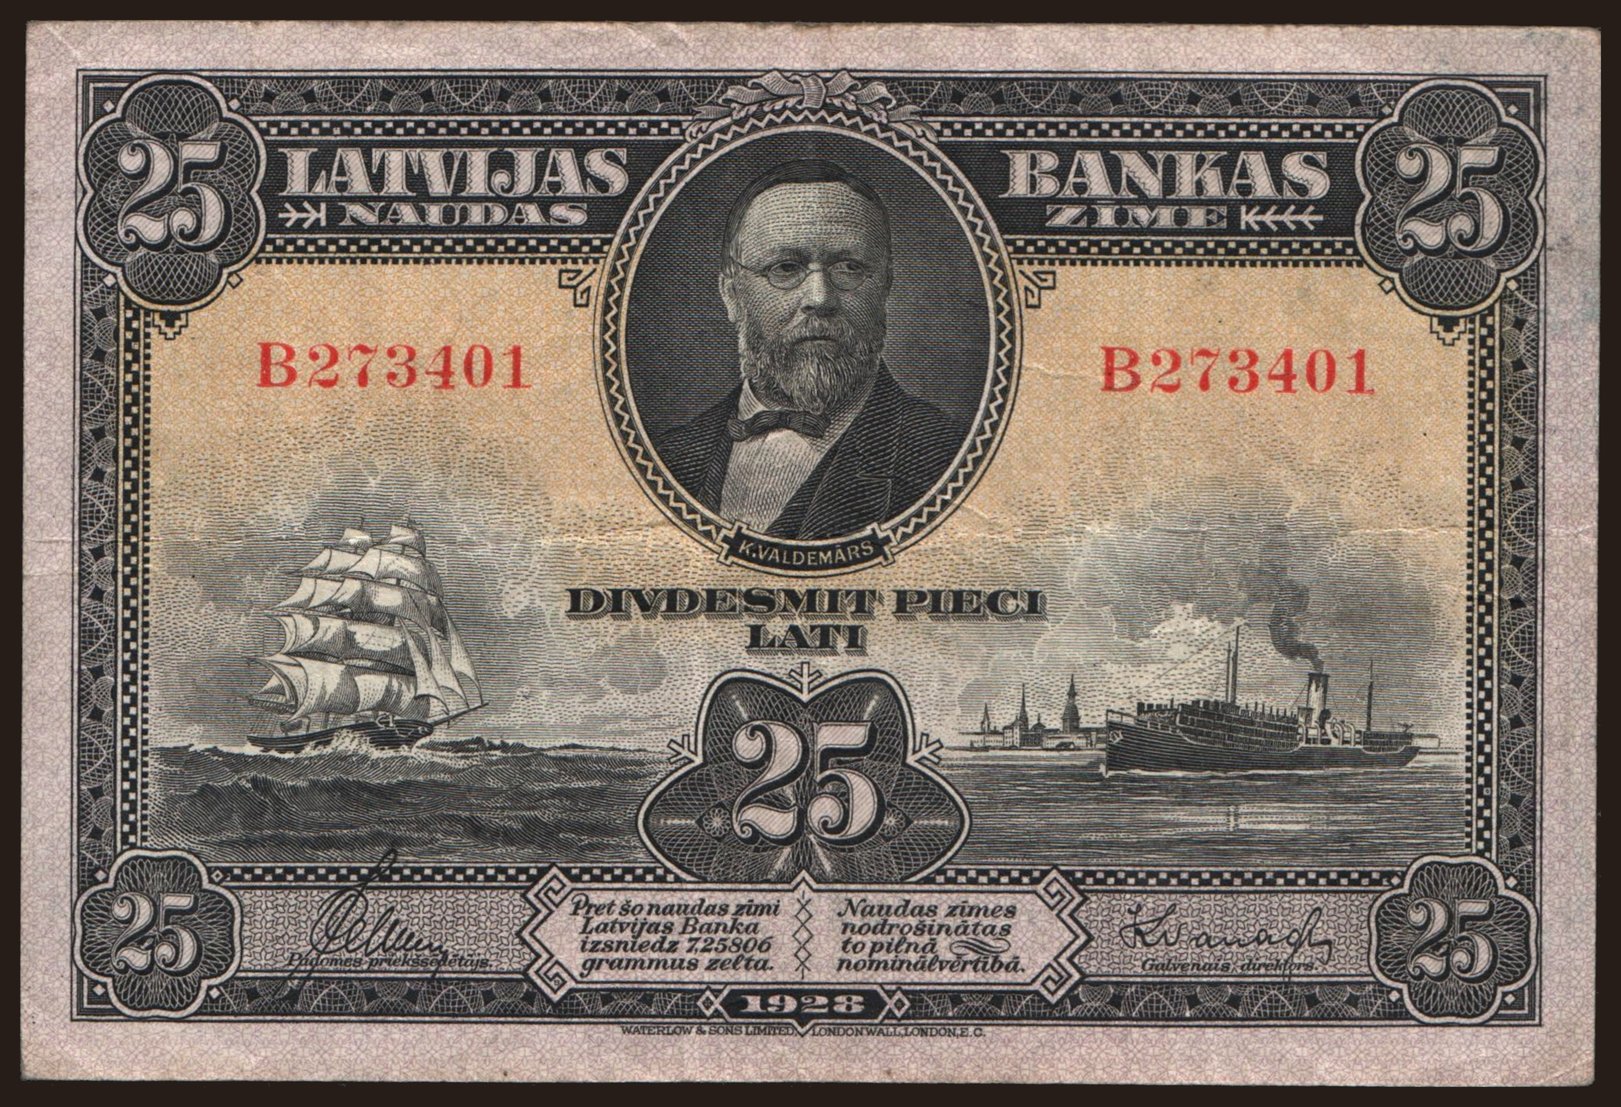 25 LATVIJAS BANKAS 25
NAUDAS ZĪME
B273401 B273401
K.VALDEMĀRS
DIVDESMIT PIECI
LATI
25
25 25
Pret šo naudas zīmi
Latvijas Banka
izsniedz 7,25806
grammus zelta.
Naudas zīmes
nodrošinātas
to pilnā
nominālvērtībā.
Padomes priekšsēdētājs.
Galvenais direktors.
1928
WATERLOW & SONS LIMITED, LONDON WALL, LONDON, E.C.